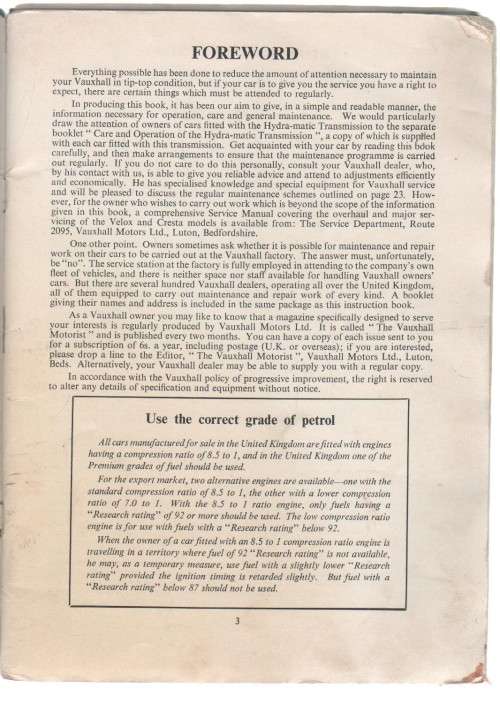 FOREWORD
Everything possible has been done to reduce the amount of attention necessary to maintain
your Vauxhall in tip-top condition, but if your car is to give you the service you have a right to
expect, there are certain things which must be attended to regularly.
In producing this book, it has been our aim to give, in a simple and readable manner, the
information necessary for operation, care and general maintenance. We would particularly
draw the attention of owners of cars fitted with the Hydra-matic Transmission to the separate
booklet “ Care and Operation of the Hydra-matic Transmission ”, a copy of which is supplied
with each car fitted with this transmission. Get acquainted with your car by reading this book
carefully, and then make arrangements to ensure that the maintenance programme is carried
out regularly. If you do not care to do this personally, consult your Vauxhall dealer, who,
by his contact with us, is able to give you reliable advice and attend to adjustments efficiently
and economically. He has specialised knowledge and special equipment for Vauxhall service
and will be pleased to discuss the regular maintenance schemes outlined on page 23. How-
ever, for the owner who wishes to carry out work which is beyond the scope of the information
given in this book, a comprehensive Service Manual covering the overhaul and major ser-
vicing of the Velox and Cresta models is available from: The Service Department, Route
2095, Vauxhall Motors Ltd., Luton, Bedfordshire.
One other point. Owners sometimes ask whether it is possible for maintenance and repair
work on their cars to be carried out at the Vauxhall factory. The answer must, unfortunately,
be “no”. The service station at the factory is fully employed in attending to the company's own
fleet of vehicles, and there is neither space nor staff available for handling Vauxhall owners'
cars. But there are several hundred Vauxhall dealers, operating all over the United Kingdom,
all of them equipped to carry out maintenance and repair work of every kind. A booklet
giving their names and address is included in the same package as this instruction book.
As a Vauxhall owner you may like to know that a magazine specifically designed to serve
your interests is regularly produced by Vauxhall Motors Ltd. It is called “ The Vauxhall
Motorist ” and is published every two months. You can have a copy of each issue sent to you
for a subscription of 6s. a year, including postage (U.K. or overseas); if you are interested,
please drop a line to the Editor, “ The Vauxhall Motorist ”, Vauxhall Motors Ltd., Luton,
Beds. Alternatively, your Vauxhall dealer may be able to supply you with a regular copy.
In accordance with the Vauxhall policy of progressive improvement, the right is reserved
to alter any details of specification and equipment without notice.
Use the correct grade of petrol
All cars manufactured for sale in the United Kingdom are fitted with engines
having a compression ratio of 8.5 to 1, and in the United Kingdom one of the
Premium grades of fuel should be used.
For the export market, two alternative engines are available—one with the
standard compression ratio of 8.5 to 1, the other with a lower compression
ratio of 7.0 to 1. With the 8.5 to 1 ratio engine, only fuels having a
“Research rating” of 92 or more should be used. The low compression ratio
engine is for use with fuels with a “Research rating” below 92.
When the owner of a car fitted with an 8.5 to 1 compression ratio engine is
travelling in a territory where fuel of 92 “Research rating” is not available,
he may, as a temporary measure, use fuel with a slightly lower “Research
rating” provided the ignition timing is retarded slightly. But fuel with a
“Research rating” below 87 should not be used.
3